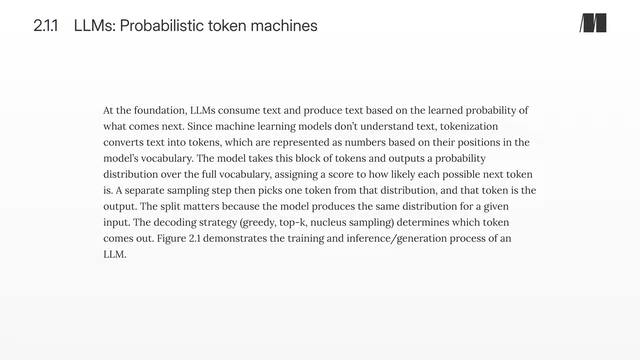 2.1.1 LLMs: Probabilistic token machines
At the foundation, LLMs consume text and produce text based on the learned probability of
what comes next. Since machine learning models don’t understand text, tokenization
converts text into tokens, which are represented as numbers based on their positions in the
model’s vocabulary. The model takes this block of tokens and outputs a probability
distribution over the full vocabulary, assigning a score to how likely each possible next token
is. A separate sampling step then picks one token from that distribution, and that token is the
output. The split matters because the model produces the same distribution for a given
input. The decoding strategy (greedy, top-k, nucleus sampling) determines which token
comes out. Figure 2.1 demonstrates the training and inference/generation process of an
LLM.